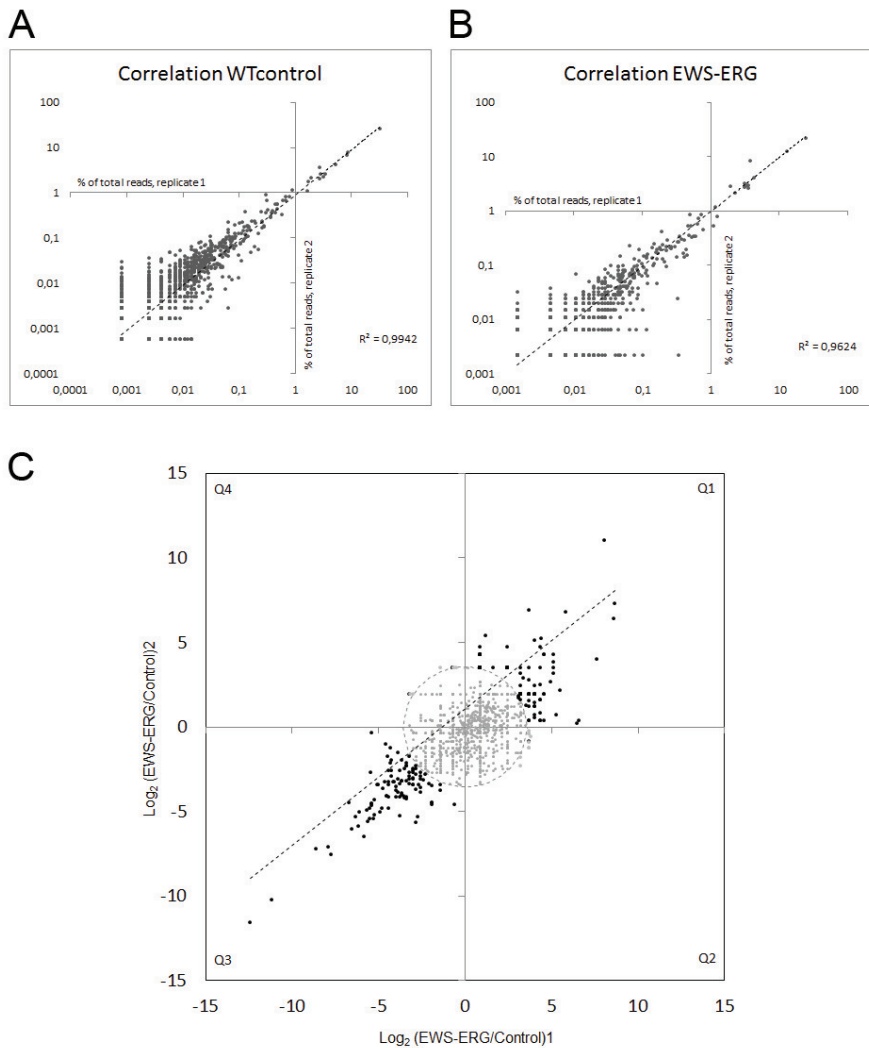 A
Correlation WTcontrol
100
10
1
0,1
0,01
0,001
0,0001
% of total reads, replicate 1
% of total reads, replicate 2
R² = 0,9942
0,0001 0,001 0,01 0,1 1 10 100
B
Correlation EWS-ERG
100
10
1
0,1
0,01
0,001
% of total reads, replicate 1
% of total reads, replicate 2
R² = 0,9624
0,001 0,01 0,1 1 10 100
C
15
10
5
0
-5
-10
-15
Q4
Q1
Q3
Q2
Log₂ (EWS-ERG/Control)2
-15 -10 -5 0 5 10 15
Log₂ (EWS-ERG/Control)1